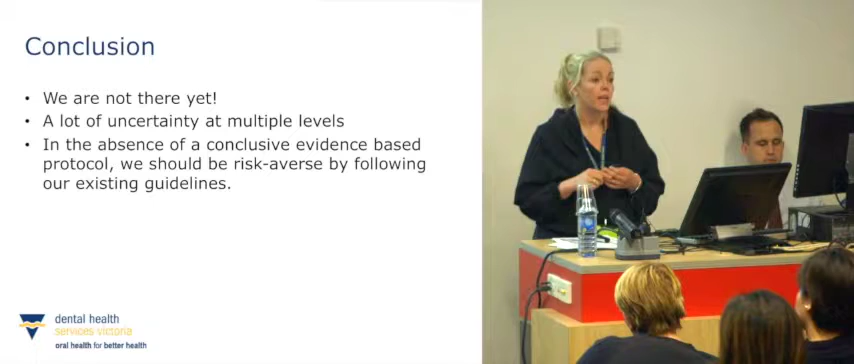 Conclusion
• We are not there yet!
• A lot of uncertainty at multiple levels
• In the absence of a conclusive evidence based
protocol, we should be risk-averse by following
our existing guidelines.
dental health
services victoria
oral health for better health